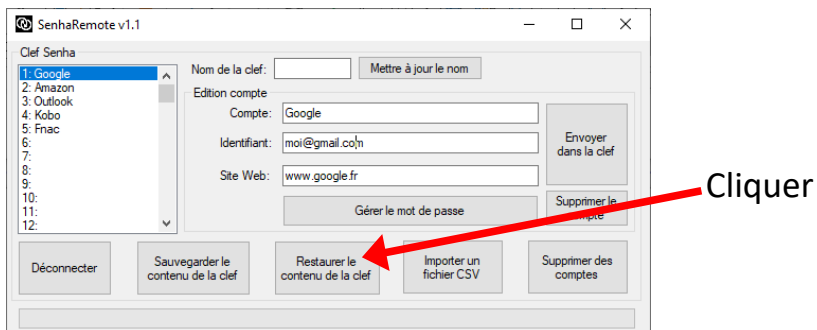 SenhaRemote v1.1
Clef Senha
1: Google
2: Amazon
3: Outlook
4: Kobo
5: Fnac
6:
7:
8:
9:
10:
11:
12:
Nom de la clef:
Mettre à jour le nom
Edition compte
Compte: Google
Identifiant: moi@gmail.com
Site Web: www.google.fr
Gérer le mot de passe
Envoyer
dans la clef
Supprimer le
compte
Cliquer
Déconnecter
Sauvegarder le
contenu de la clef
Restaurer le
contenu de la clef
Importer un
fichier CSV
Supprimer des
comptes